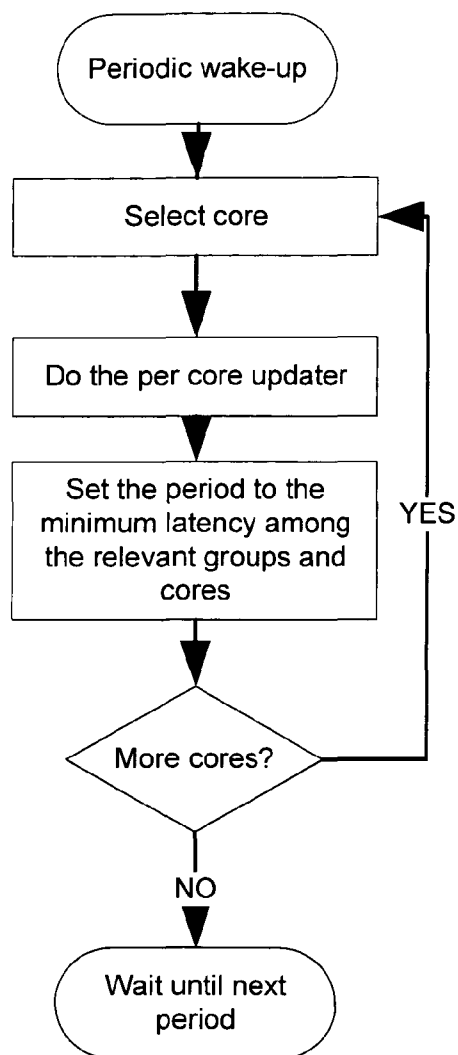 Periodic wake-up
Select core
Do the per core updater
Set the period to the
minimum latency among
the relevant groups and
cores
YES
More cores?
NO
Wait until next
period